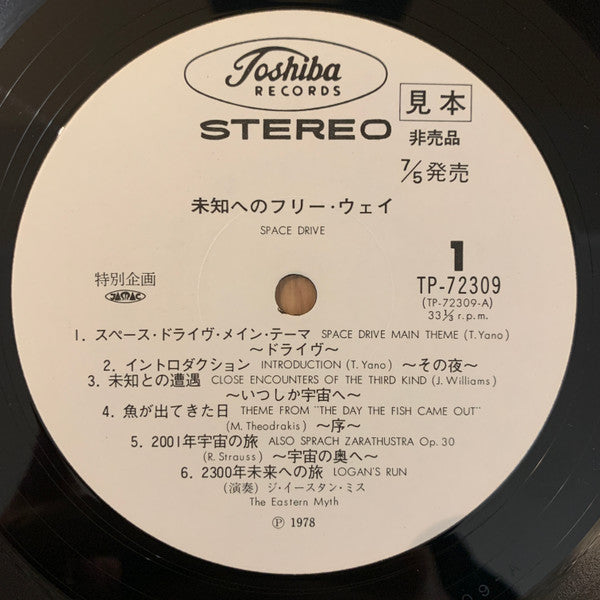 Toshiba
RECORDS
STEREO
見本
非売品
7/5発売
未知へのフリー・ウェイ
SPACE DRIVE
特別企画
1
TP-72309
(TP-72309-A)
33⅓ r.p.m.
1. スペース・ドライヴ・メイン・テーマ SPACE DRIVE MAIN THEME (T. Yano)
～ドライヴ～
2. イントロダクション INTRODUCTION (T. Yano) ～その夜～
3. 未知との遭遇 CLOSE ENCOUNTERS OF THE THIRD KIND (J. Williams)
～いつしか宇宙へ～
4. 魚が出てきた日 THEME FROM "THE DAY THE FISH CAME OUT"
(M. Theodrakis) ～序～
5. 2001年宇宙の旅 ALSO SPRACH ZARATHUSTRA Op. 30
(R. Strauss) ～宇宙の奥へ～
6. 2300年未来への旅 LOGAN'S RUN
(演奏) ジ・イースタン・ミス
The Eastern Myth
Ⓟ 1978